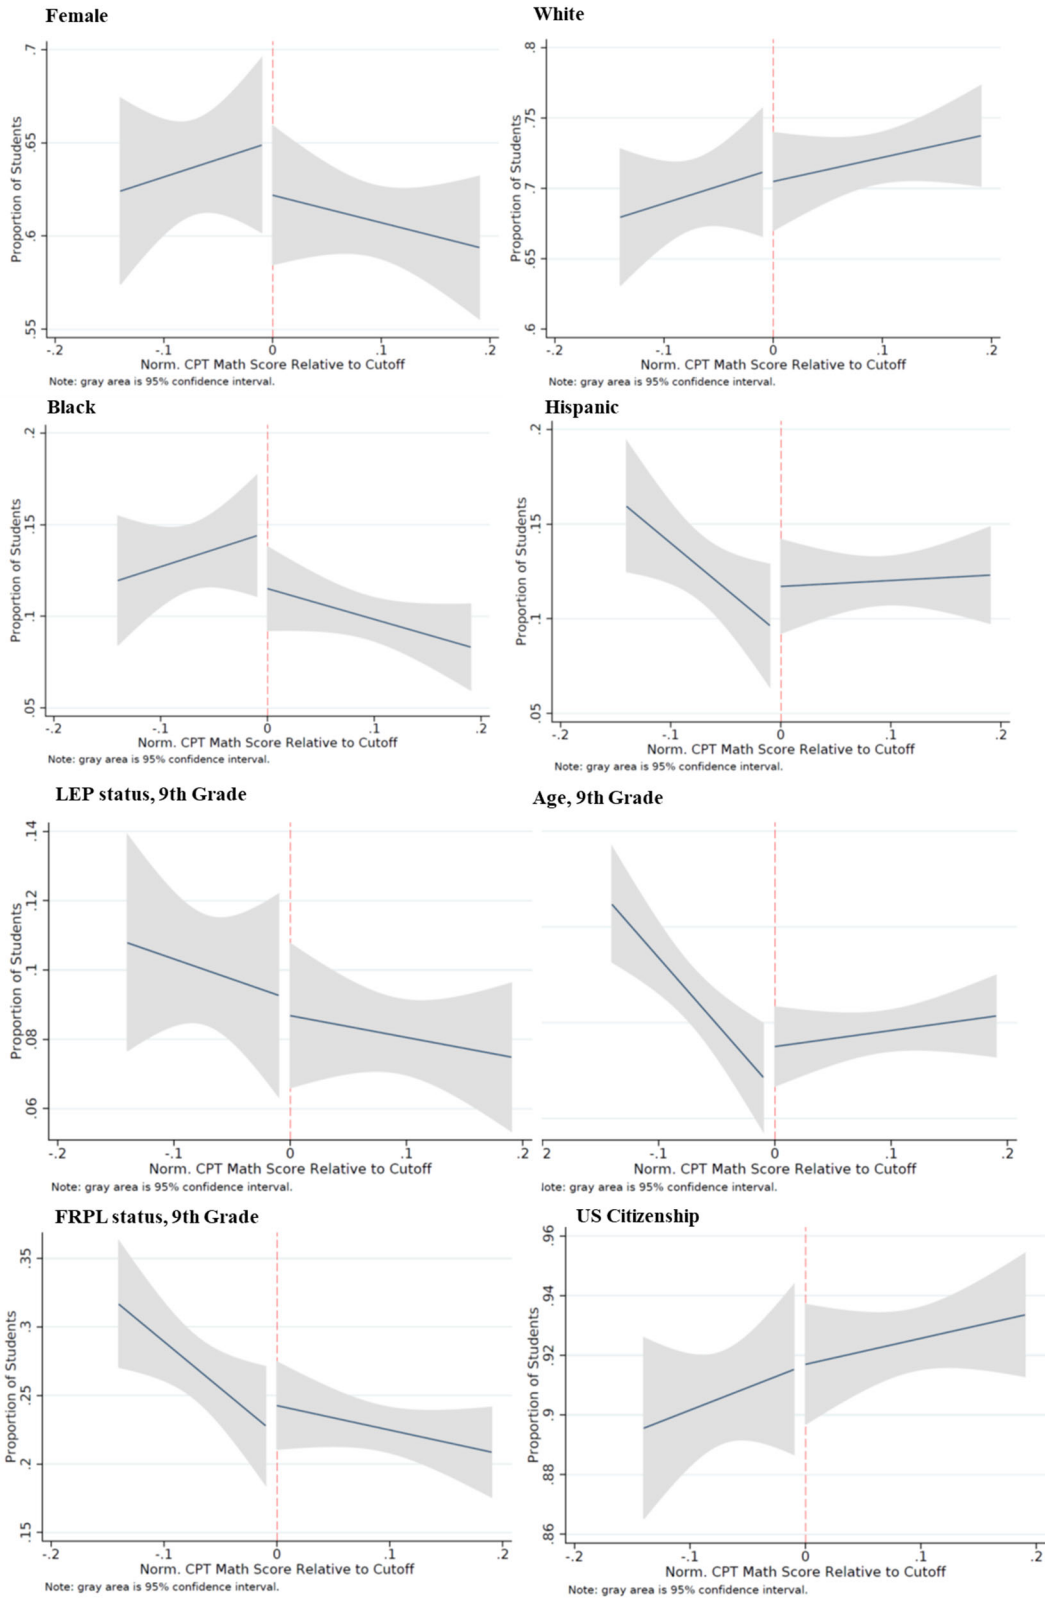 Female
Proportion of Students
.7
.65
.6
.55
-.2 -.1 0 .1 .2
Norm. CPT Math Score Relative to Cutoff
Note: gray area is 95% confidence interval.
White
Proportion of Students
.8
.75
.7
.65
.6
-.2 -.1 0 .1 .2
Norm. CPT Math Score Relative to Cutoff
Note: gray area is 95% confidence interval.
Black
Proportion of Students
.2
.15
.1
.05
-.2 -.1 0 .1 .2
Norm. CPT Math Score Relative to Cutoff
Note: gray area is 95% confidence interval.
Hispanic
Proportion of Students
.2
.15
.1
.05
-.2 -.1 0 .1 .2
Norm. CPT Math Score Relative to Cutoff
Note: gray area is 95% confidence interval.
LEP status, 9th Grade
Proportion of Students
.14
.12
.1
.08
.06
-.2 -.1 0 .1 .2
Norm. CPT Math Score Relative to Cutoff
Note: gray area is 95% confidence interval.
Age, 9th Grade
2 -.1 0 .1 .2
Norm. CPT Math Score Relative to Cutoff
lote: gray area is 95% confidence interval.
FRPL status, 9th Grade
Proportion of Students
.35
.3
.25
.2
.15
-.2 -.1 0 .1 .2
Norm. CPT Math Score Relative to Cutoff
Note: gray area is 95% confidence interval.
US Citizenship
Proportion of Students
.96
.94
.92
.9
.88
.86
-.2 -.1 0 .1 .2
Norm. CPT Math Score Relative to Cutoff
Note: gray area is 95% confidence interval.